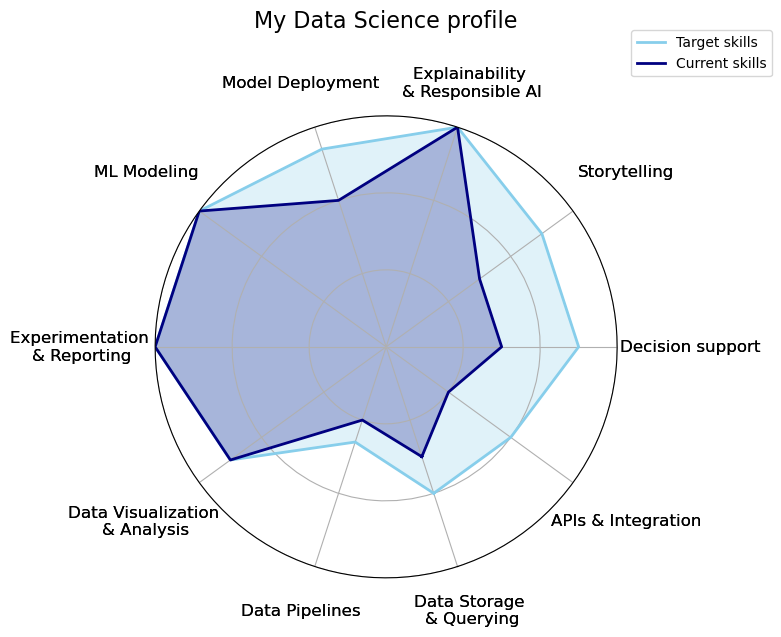 My Data Science profile
Target skills
Current skills
Explainability
& Responsible AI
Model Deployment
Storytelling
ML Modeling
Experimentation
& Reporting
Decision support
Data Visualization
& Analysis
APIs & Integration
Data Pipelines
Data Storage
& Querying